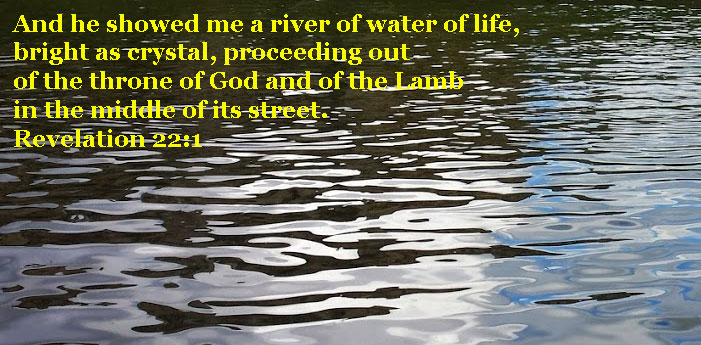 And he showed me a river of water of life,
bright as crystal, proceeding out
of the throne of God and of the Lamb
in the middle of its street.
Revelation 22:1